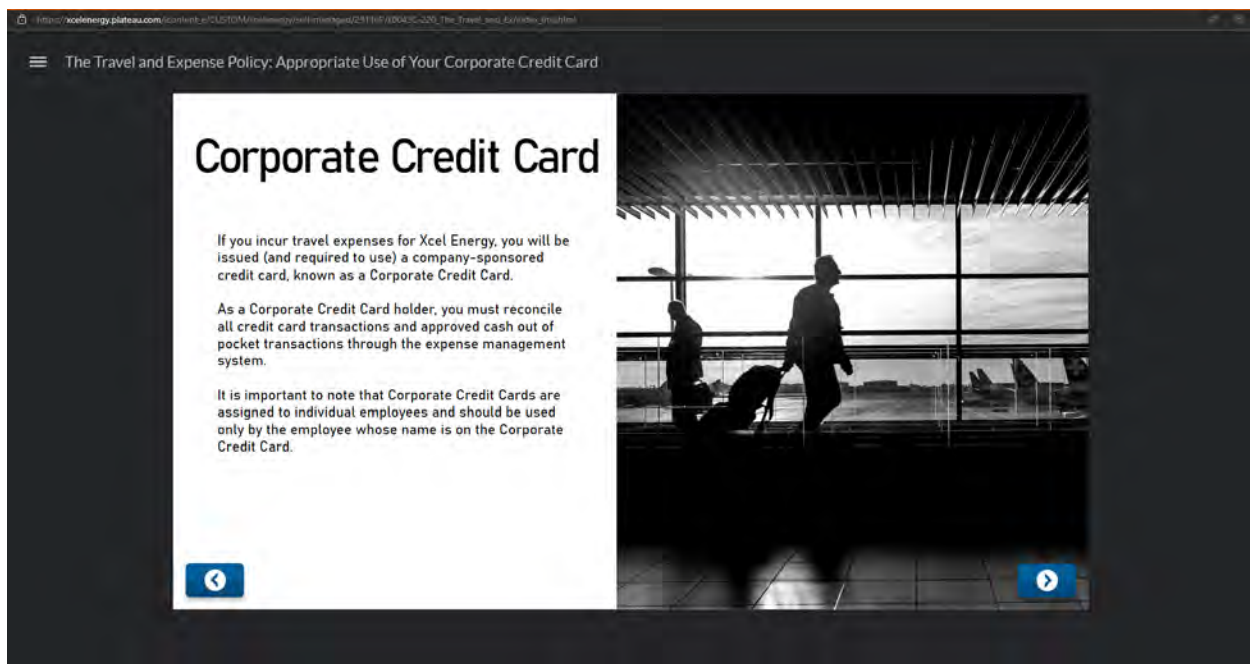 https://xcelenergy.plateau.com
The Travel and Expense Policy: Appropriate Use of Your Corporate Credit Card
Corporate Credit Card
If you incur travel expenses for Xcel Energy, you will be
issued (and required to use) a company-sponsored
credit card, known as a Corporate Credit Card.
As a Corporate Credit Card holder, you must reconcile
all credit card transactions and approved cash out of
pocket transactions through the expense management
system.
It is important to note that Corporate Credit Cards are
assigned to individual employees and should be used
only by the employee whose name is on the Corporate
Credit Card.